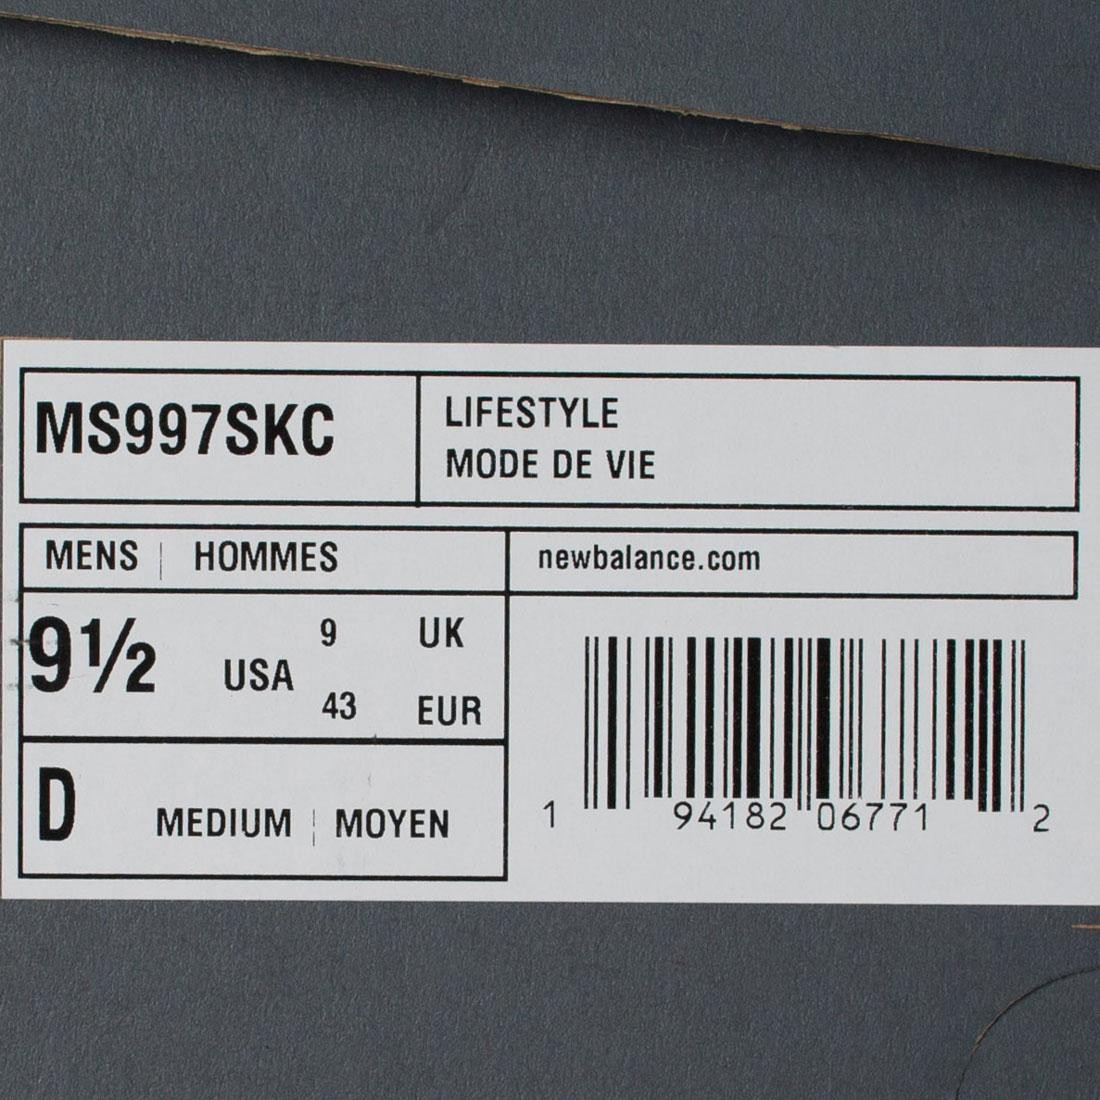 MS997SKC
LIFESTYLE
MODE DE VIE
MENS | HOMMES
newbalance.com
9½ USA
9 UK
43 EUR
D MEDIUM | MOYEN
1 94182 06771 2